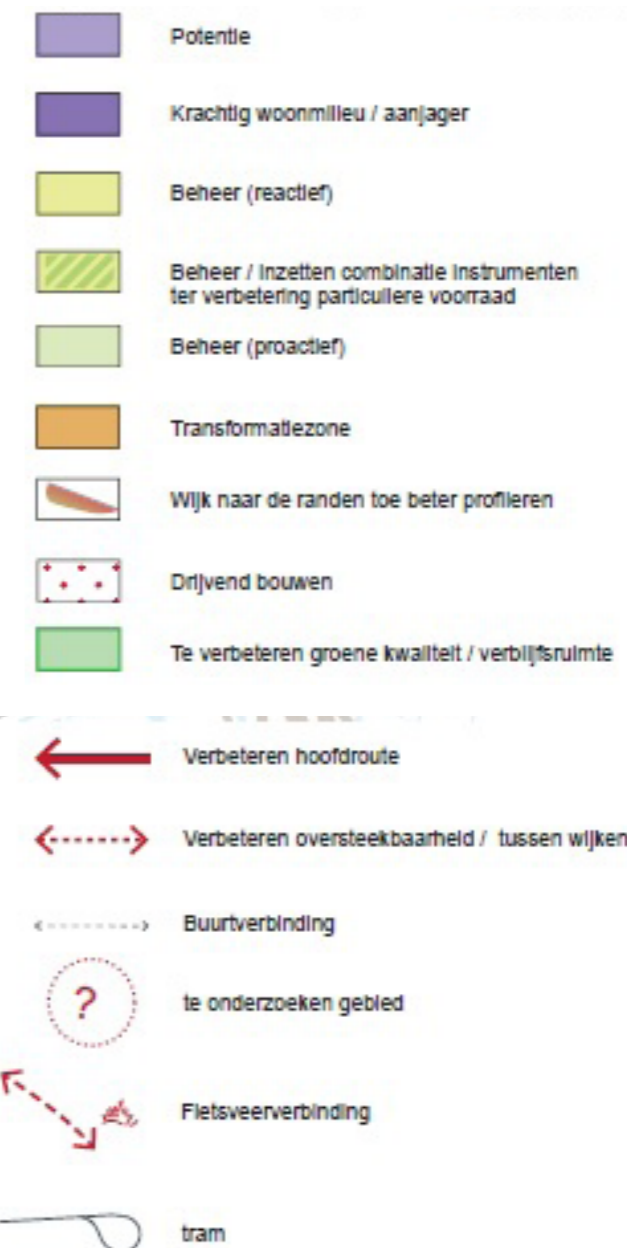 Potentie
Krachtig woonmilieu / aanjager
Beheer (reactief)
Beheer / inzetten combinatie instrumenten
ter verbetering particuliere voorraad
Beheer (proactief)
Transformatiezone
Wijk naar de randen toe beter profileren
Drijvend bouwen
Te verbeteren groene kwaliteit / verblijfsruimte
Verbeteren hoofdroute
Verbeteren oversteekbaarheid / tussen wijken
Buurtverbinding
?
te onderzoeken gebied
Fietsveerverbinding
tram